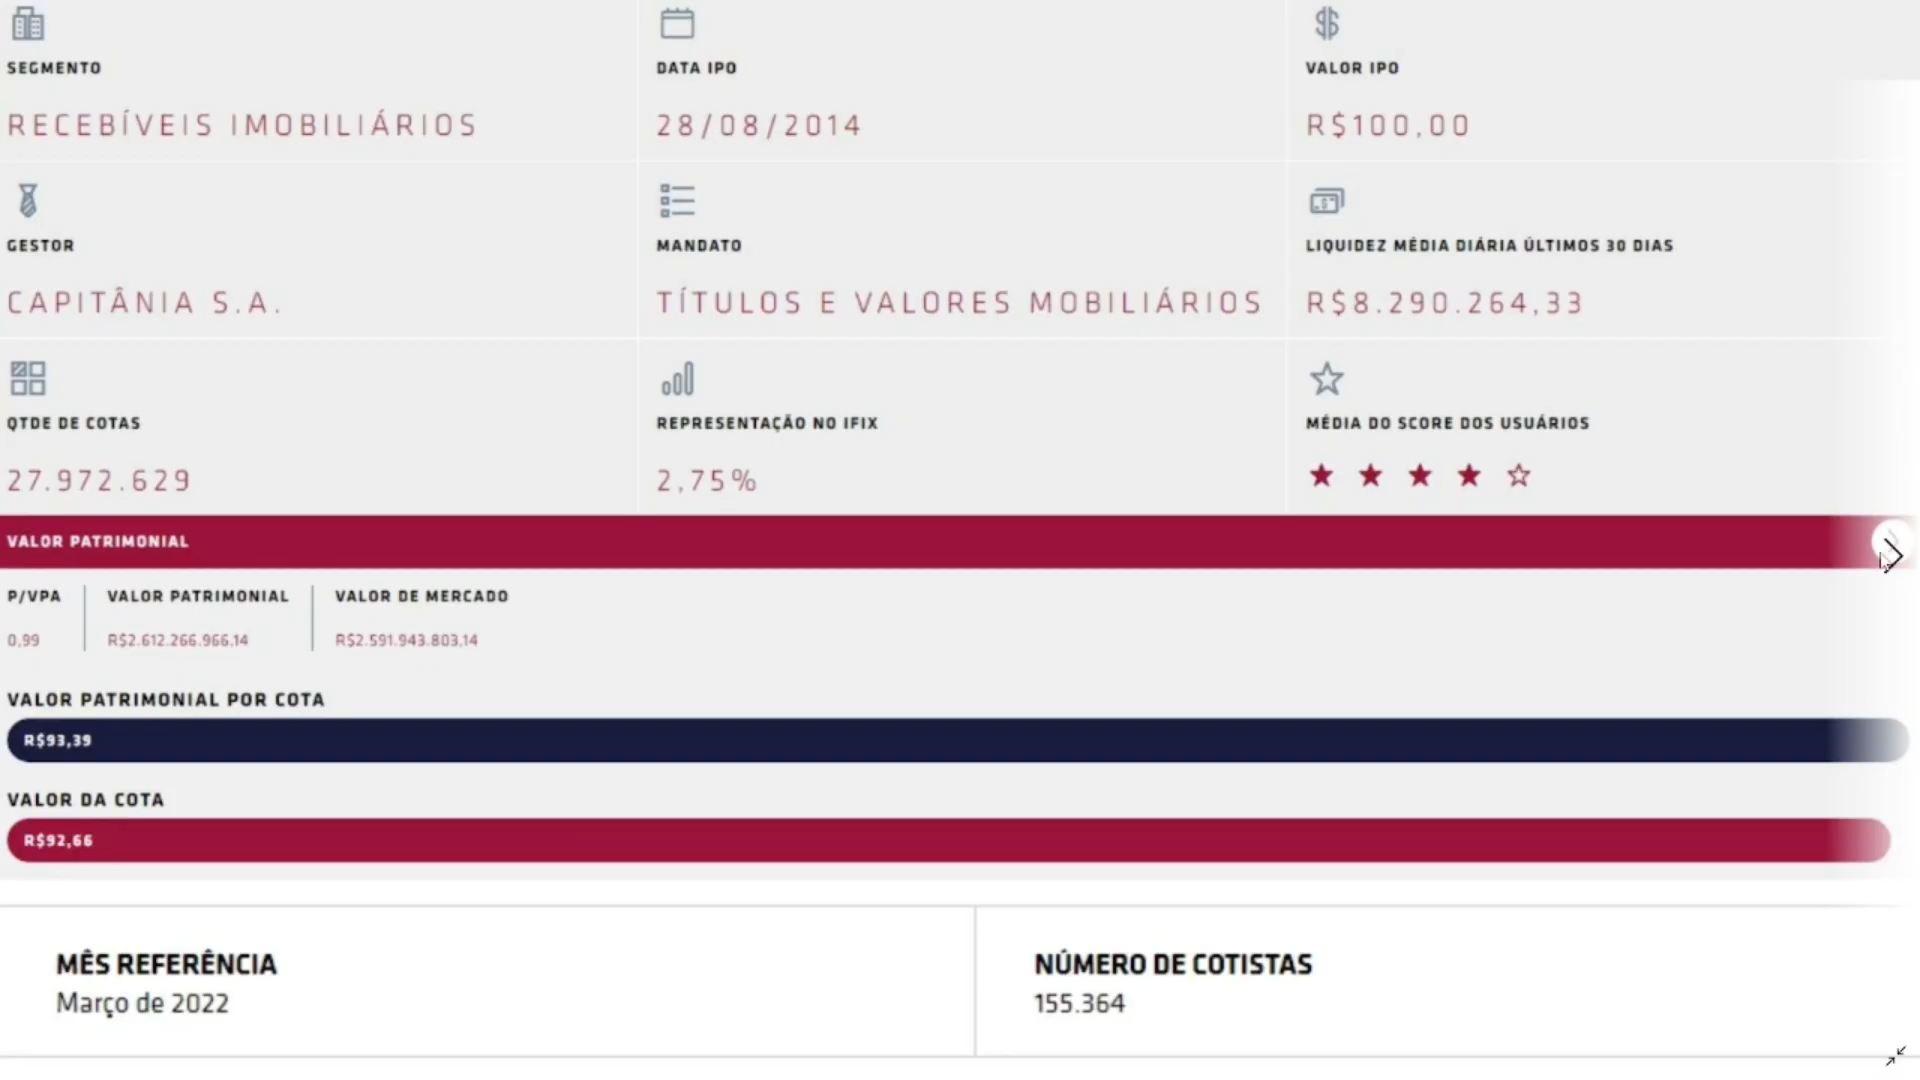 SEGMENTO
RECEBÍVEIS IMOBILIÁRIOS
DATA IPO
28/08/2014
VALOR IPO
R$100,00
GESTOR
CAPITÂNIA S.A.
MANDATO
TÍTULOS E VALORES MOBILIÁRIOS
LIQUIDEZ MÉDIA DIÁRIA ÚLTIMOS 30 DIAS
R$8.290.264,33
QTDE DE COTAS
27.972.629
REPRESENTAÇÃO NO IFIX
2,75%
MÉDIA DO SCORE DOS USUÁRIOS
VALOR PATRIMONIAL
P/VPA
0,99
VALOR PATRIMONIAL
R$2.612.266.966,14
VALOR DE MERCADO
R$2.591.943.803,14
VALOR PATRIMONIAL POR COTA
R$93,39
VALOR DA COTA
R$92,66
MÊS REFERÊNCIA
Março de 2022
NÚMERO DE COTISTAS
155.364